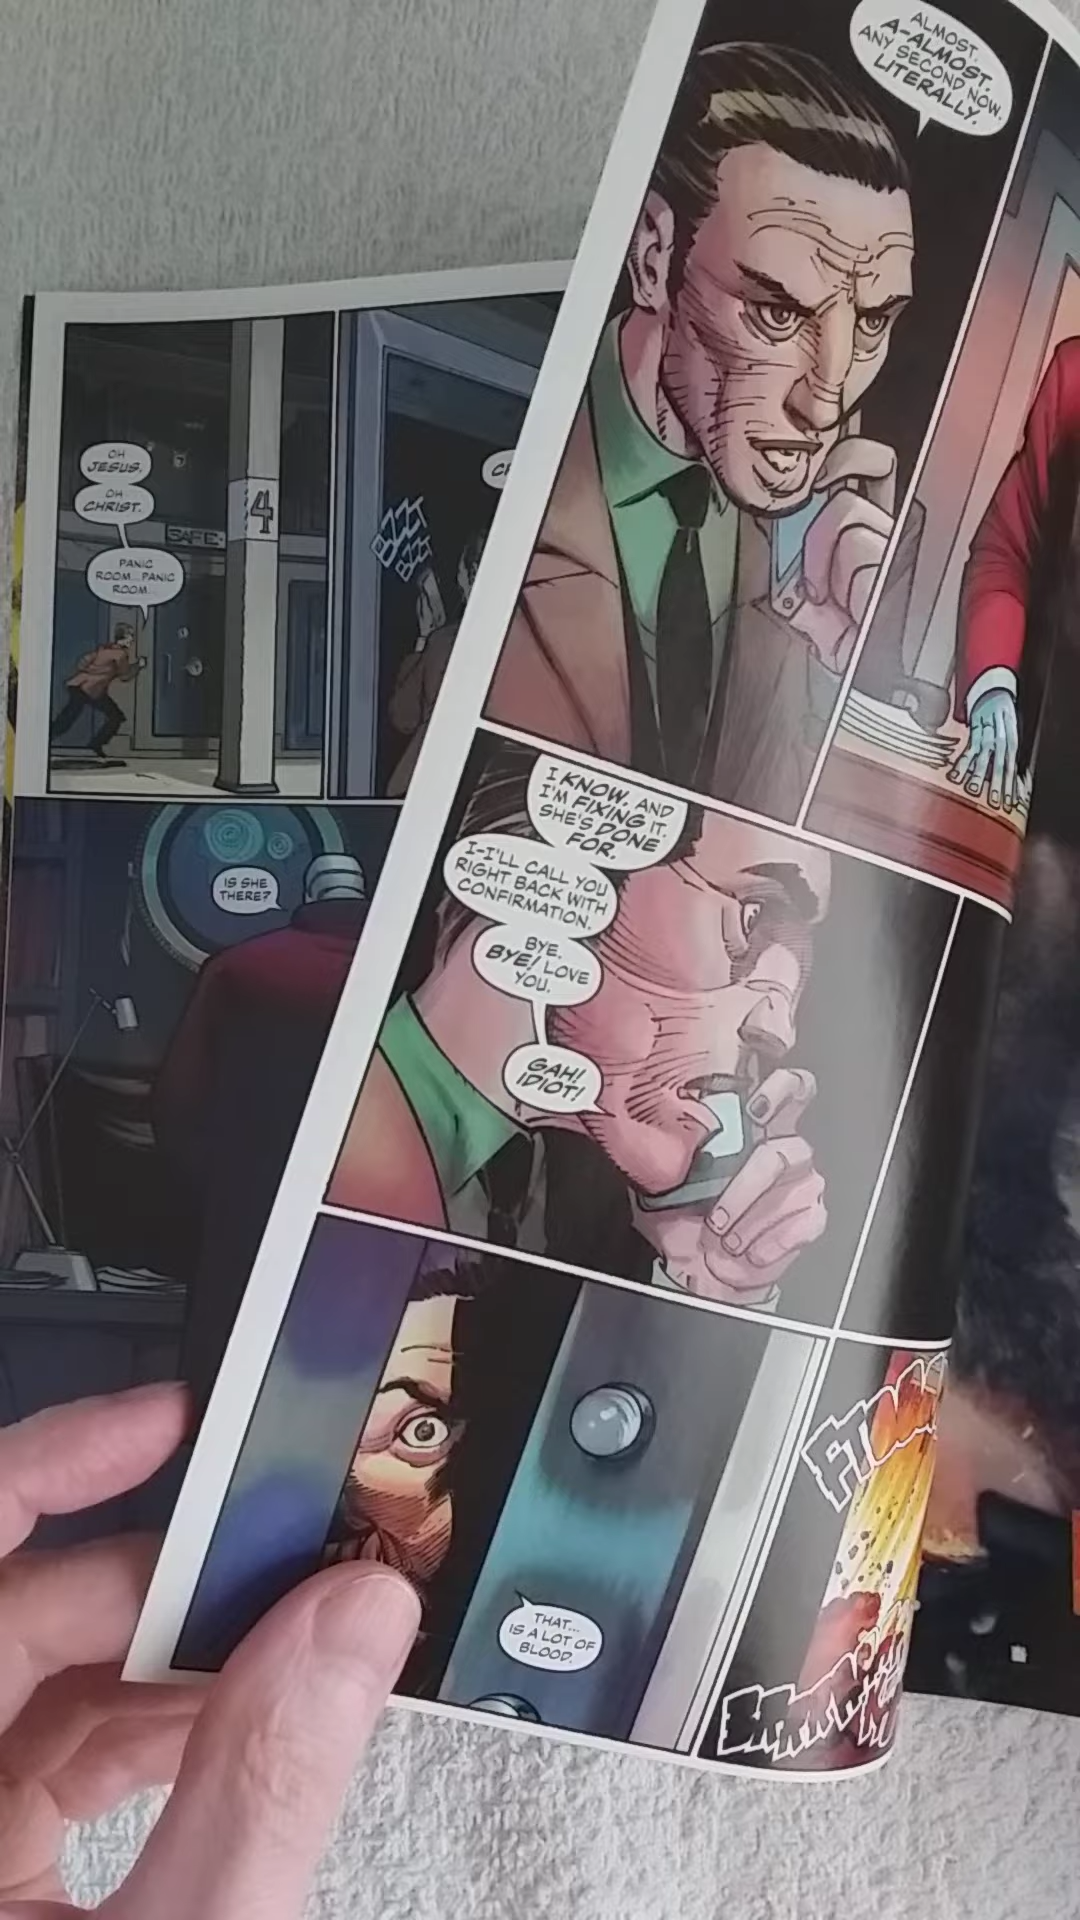 OH
JESUS.
OH
CHRIST.
PANIC
ROOM...PANIC
ROOM...
SAFE
4
IS SHE
THERE?
ALMOST.
A-ALMOST.
ANY SECOND NOW.
LITERALLY.
I KNOW. AND
I'M FIXING IT.
SHE'S DONE
FOR.
I-I'LL CALL YOU
RIGHT BACK WITH
CONFIRMATION.
BYE.
BYE! LOVE
YOU.
GAH!
IDIOT!
THAT...
IS A LOT OF
BLOOD.